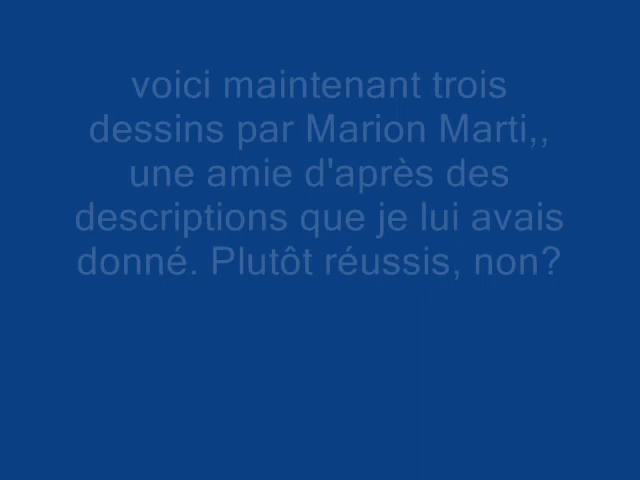 voici maintenant trois
dessins par Marion Marti,,
une amie d'après des
descriptions que je lui avais
donné. Plutôt réussis, non?